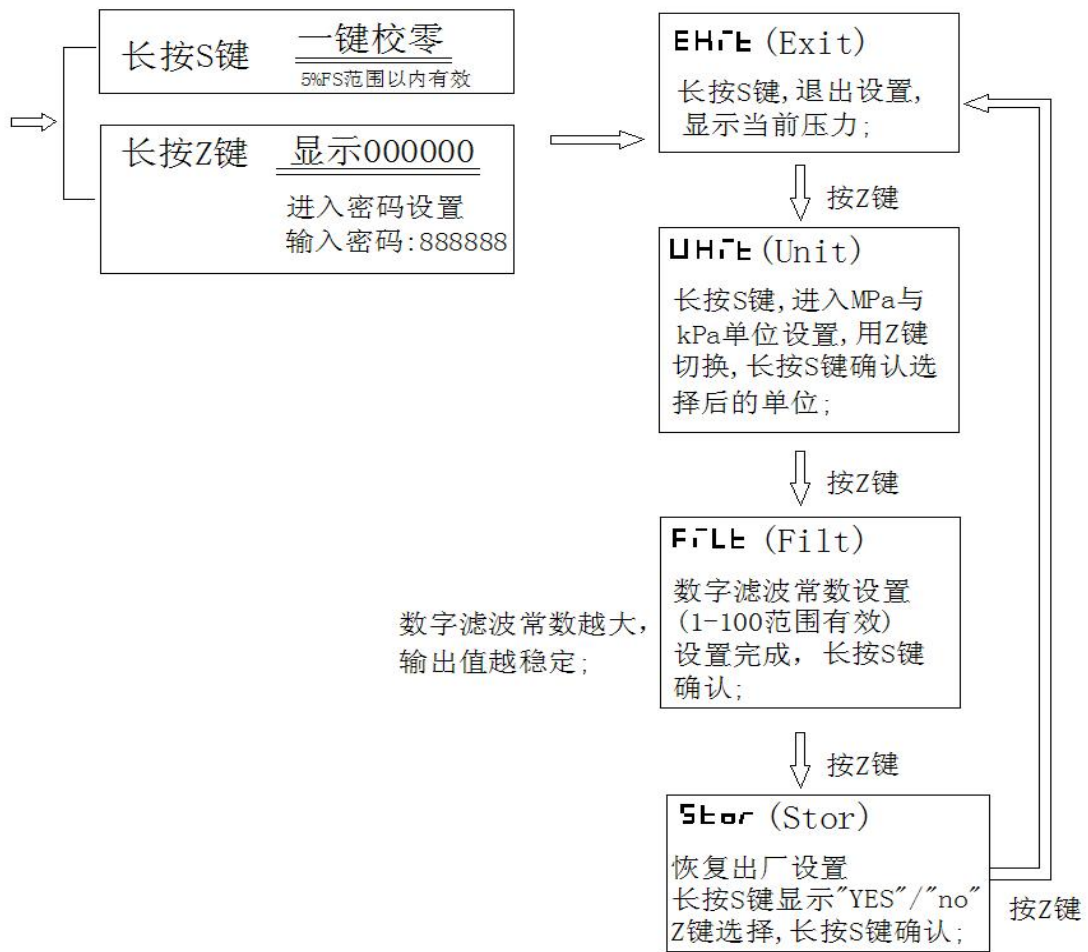 长按S键 一键校零
5%FS范围以内有效
长按Z键 显示000000
进入密码设置
输入密码:888888
EHıt (Exit)
长按S键,退出设置,
显示当前压力;
按Z键
UHıt (Unit)
长按S键,进入MPa与
kPa单位设置,用Z键
切换,长按S键确认选
择后的单位;
按Z键
FıLt (Filt)
数字滤波常数设置
(1-100范围有效)
设置完成，长按S键
确认;
数字滤波常数越大，
输出值越稳定;
按Z键
Stor (Stor)
恢复出厂设置
长按S键显示"YES"/"no"
Z键选择,长按S键确认;
按Z键